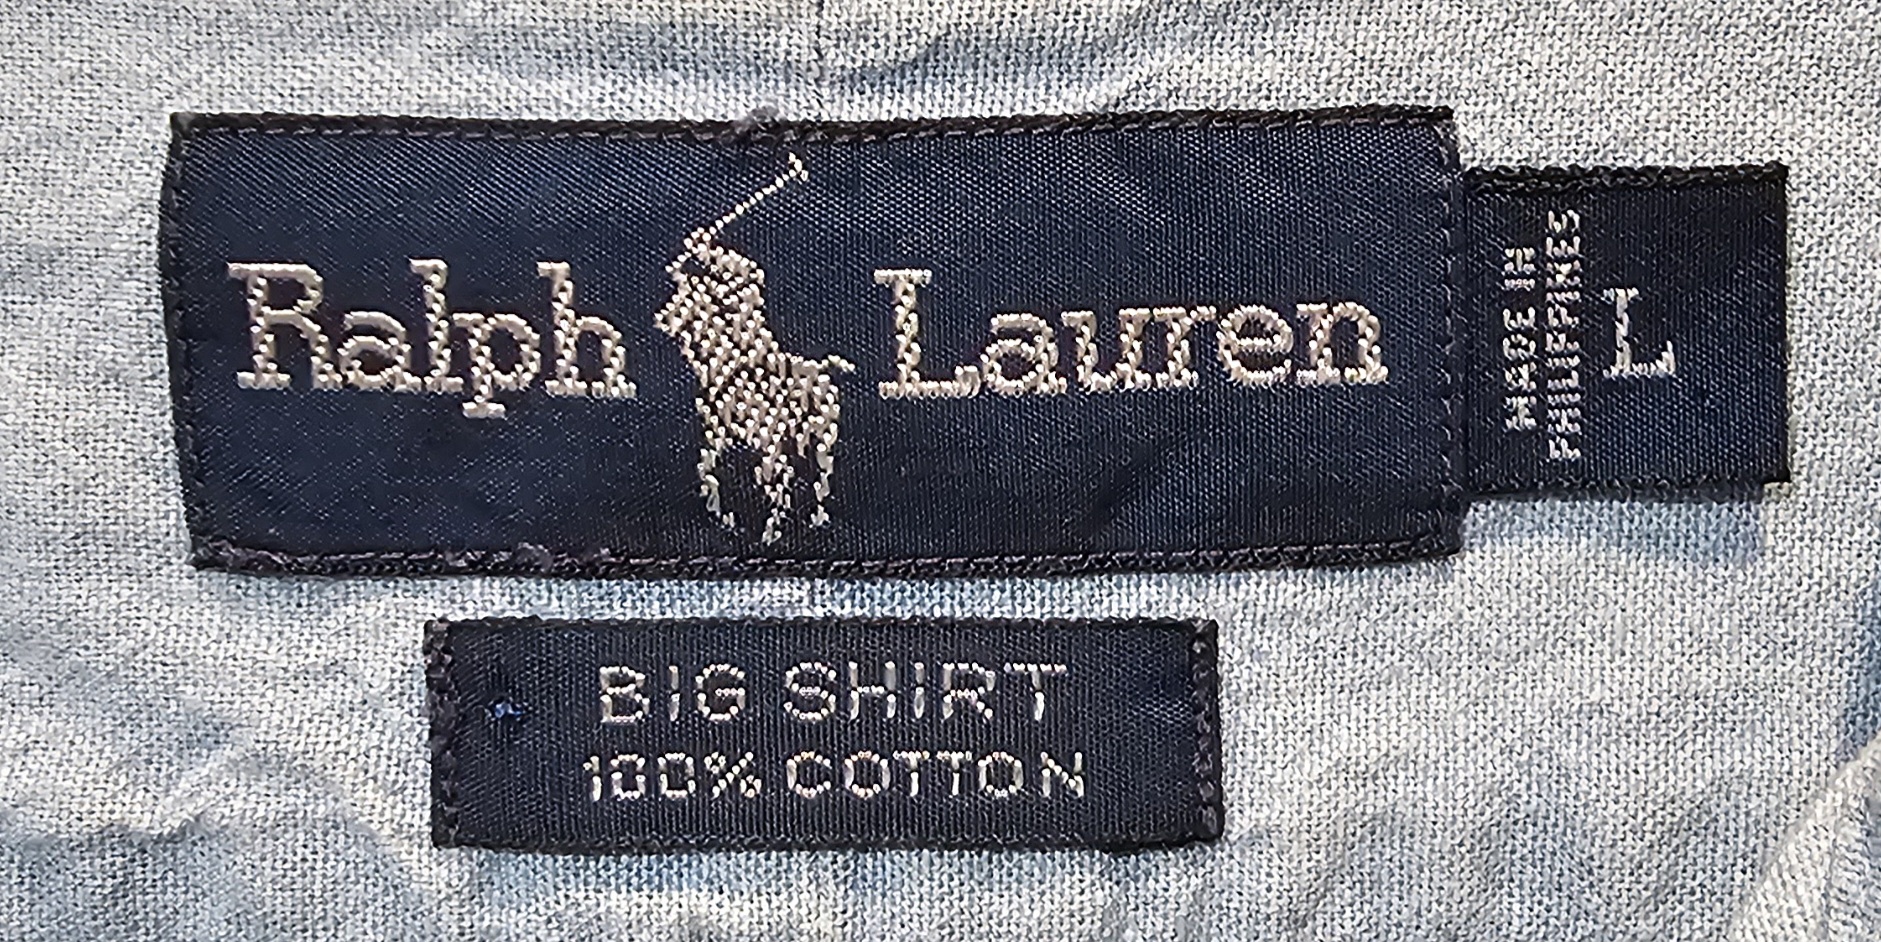 Ralph Lauren
MADE IN
PHILIPPINES
L
BIG SHIRT
100% COTTON